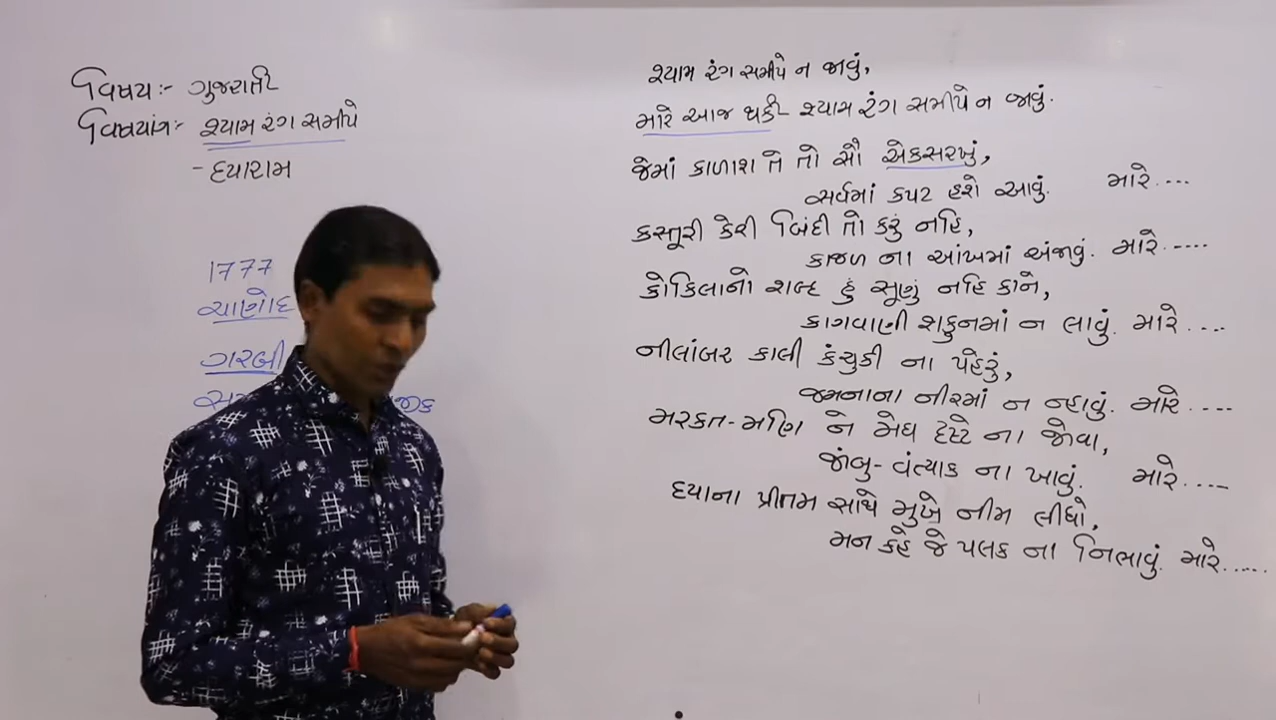 વિષય:- ગુજરાતી
વિષયાંગ:- શ્યામ રંગ સમીપે
- દયારામ
1777
ચાણોદ
ગરબી
શ્યામ રંગ સમીપે ન જાવું,
મારે આજ થકી શ્યામ રંગ સમીપે ન જાવું.
જેમાં કાળાશ તે તો સૌ એકસરખું,
સર્વમાં કપટ હશે આવું. મારે....
કસ્તૂરી કેરી બિંદી તો કરું નહિ,
કાજળ ના આંખમાં અંજાવું. મારે.....
કોકિલાનો શબ્દ હું સૂણું નહિ કાને,
કાગવાણી શકુનમાં ન લાવું. મારે....
નીલાંબર કાલી કંચુકી ના પહેરું,
જમનાના નીરમાં ન ન્હાવું. મારે....
મરકત-મણિ ને મેઘ દૃષ્ટે ના જોવા,
જાંબુ-વંત્યાક ના ખાવું. મારે.....
દયાના પ્રીતમ સાથે મુખે નીમ લીધો,
મન કહે જે પલક ના નિભાવું. મારે.....